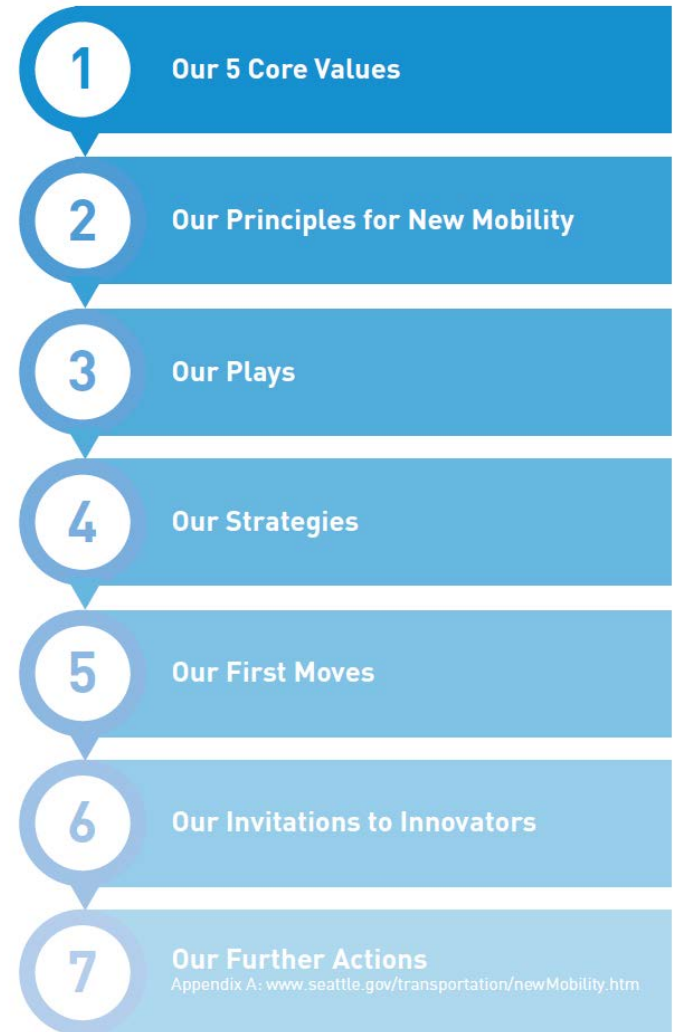 1
Our 5 Core Values
2
Our Principles for New Mobility
3
Our Plays
4
Our Strategies
5
Our First Moves
6
Our Invitations to Innovators
7
Our Further Actions
Appendix A: www.seattle.gov/transportation/newMobility.htm